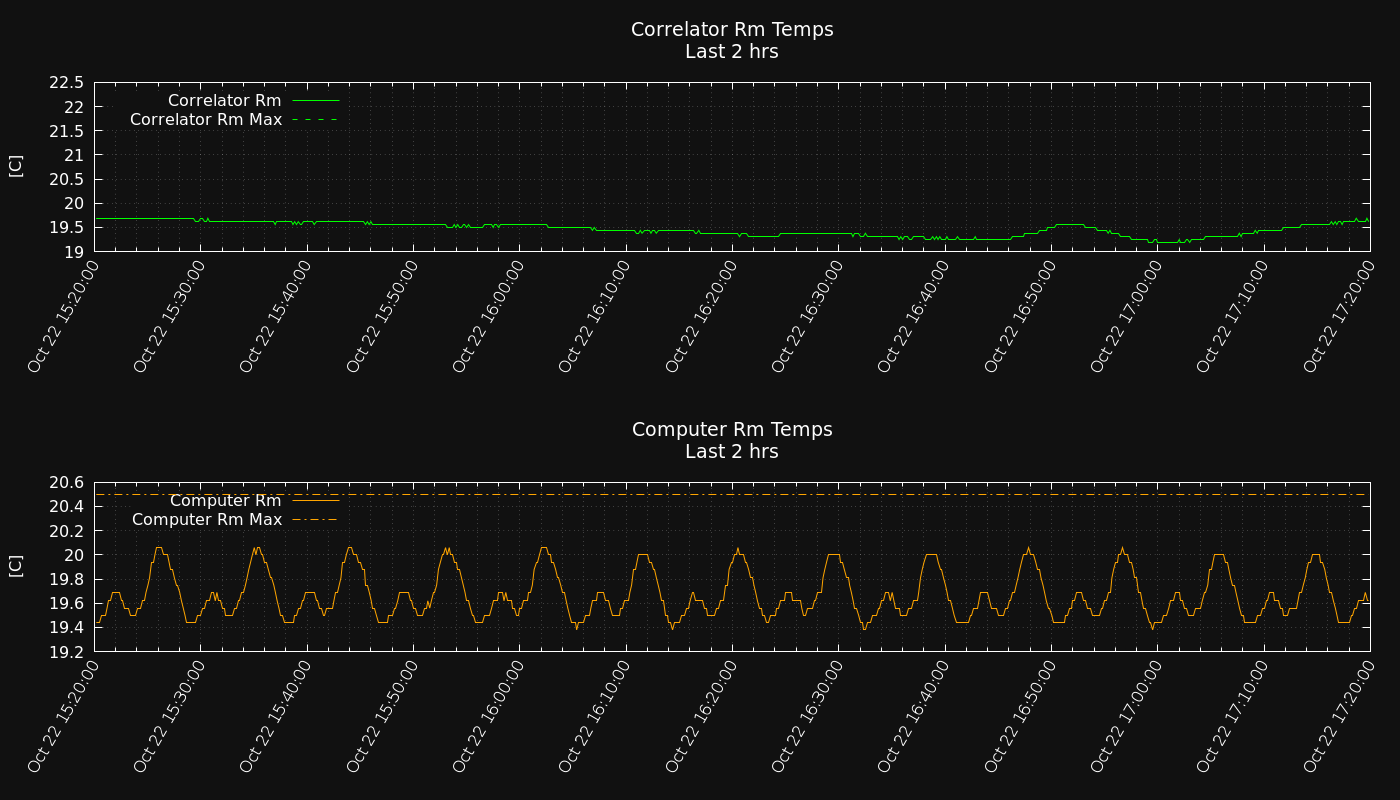 Correlator Rm Temps
Last 2 hrs
22.5
22
21.5
21
20.5
20
19.5
19
[C]
Correlator Rm
Correlator Rm Max
Oct 22 15:20:00
Oct 22 15:30:00
Oct 22 15:40:00
Oct 22 15:50:00
Oct 22 16:00:00
Oct 22 16:10:00
Oct 22 16:20:00
Oct 22 16:30:00
Oct 22 16:40:00
Oct 22 16:50:00
Oct 22 17:00:00
Oct 22 17:10:00
Oct 22 17:20:00
Computer Rm Temps
Last 2 hrs
20.6
20.4
20.2
20
19.8
19.6
19.4
19.2
[C]
Computer Rm
Computer Rm Max
Oct 22 15:20:00
Oct 22 15:30:00
Oct 22 15:40:00
Oct 22 15:50:00
Oct 22 16:00:00
Oct 22 16:10:00
Oct 22 16:20:00
Oct 22 16:30:00
Oct 22 16:40:00
Oct 22 16:50:00
Oct 22 17:00:00
Oct 22 17:10:00
Oct 22 17:20:00